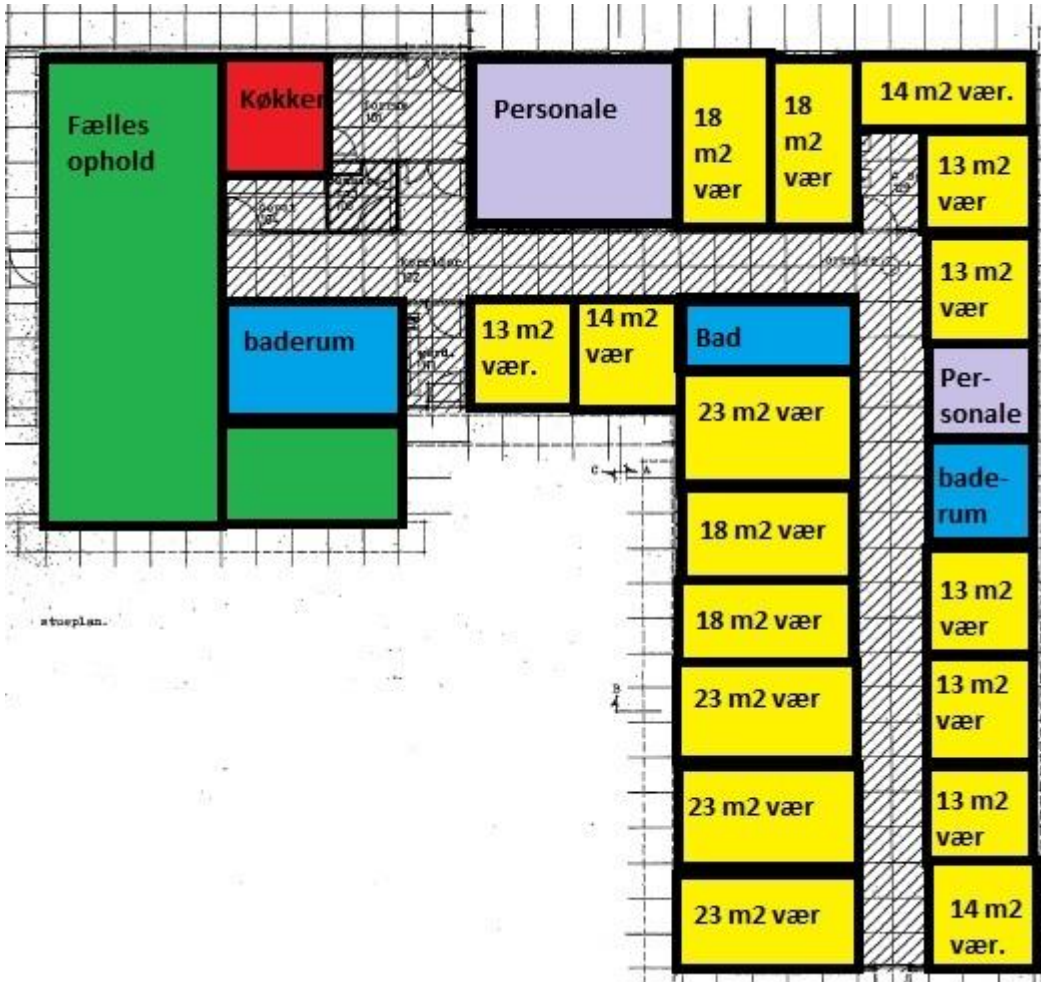 Fælles
ophold
Køkken
Personale
18
m2
vær
18
m2
vær
14 m2 vær.
13 m2
vær
13 m2
vær
Korridor
102
baderum
13 m2
vær.
14 m2
vær
Bad
Per-
sonale
23 m2 vær
bade-
rum
C
A
18 m2 vær
18 m2 vær
13 m2
vær
stueplan.
23 m2 vær
13 m2
vær
B
23 m2 vær
13 m2
vær
23 m2 vær
14 m2
vær.